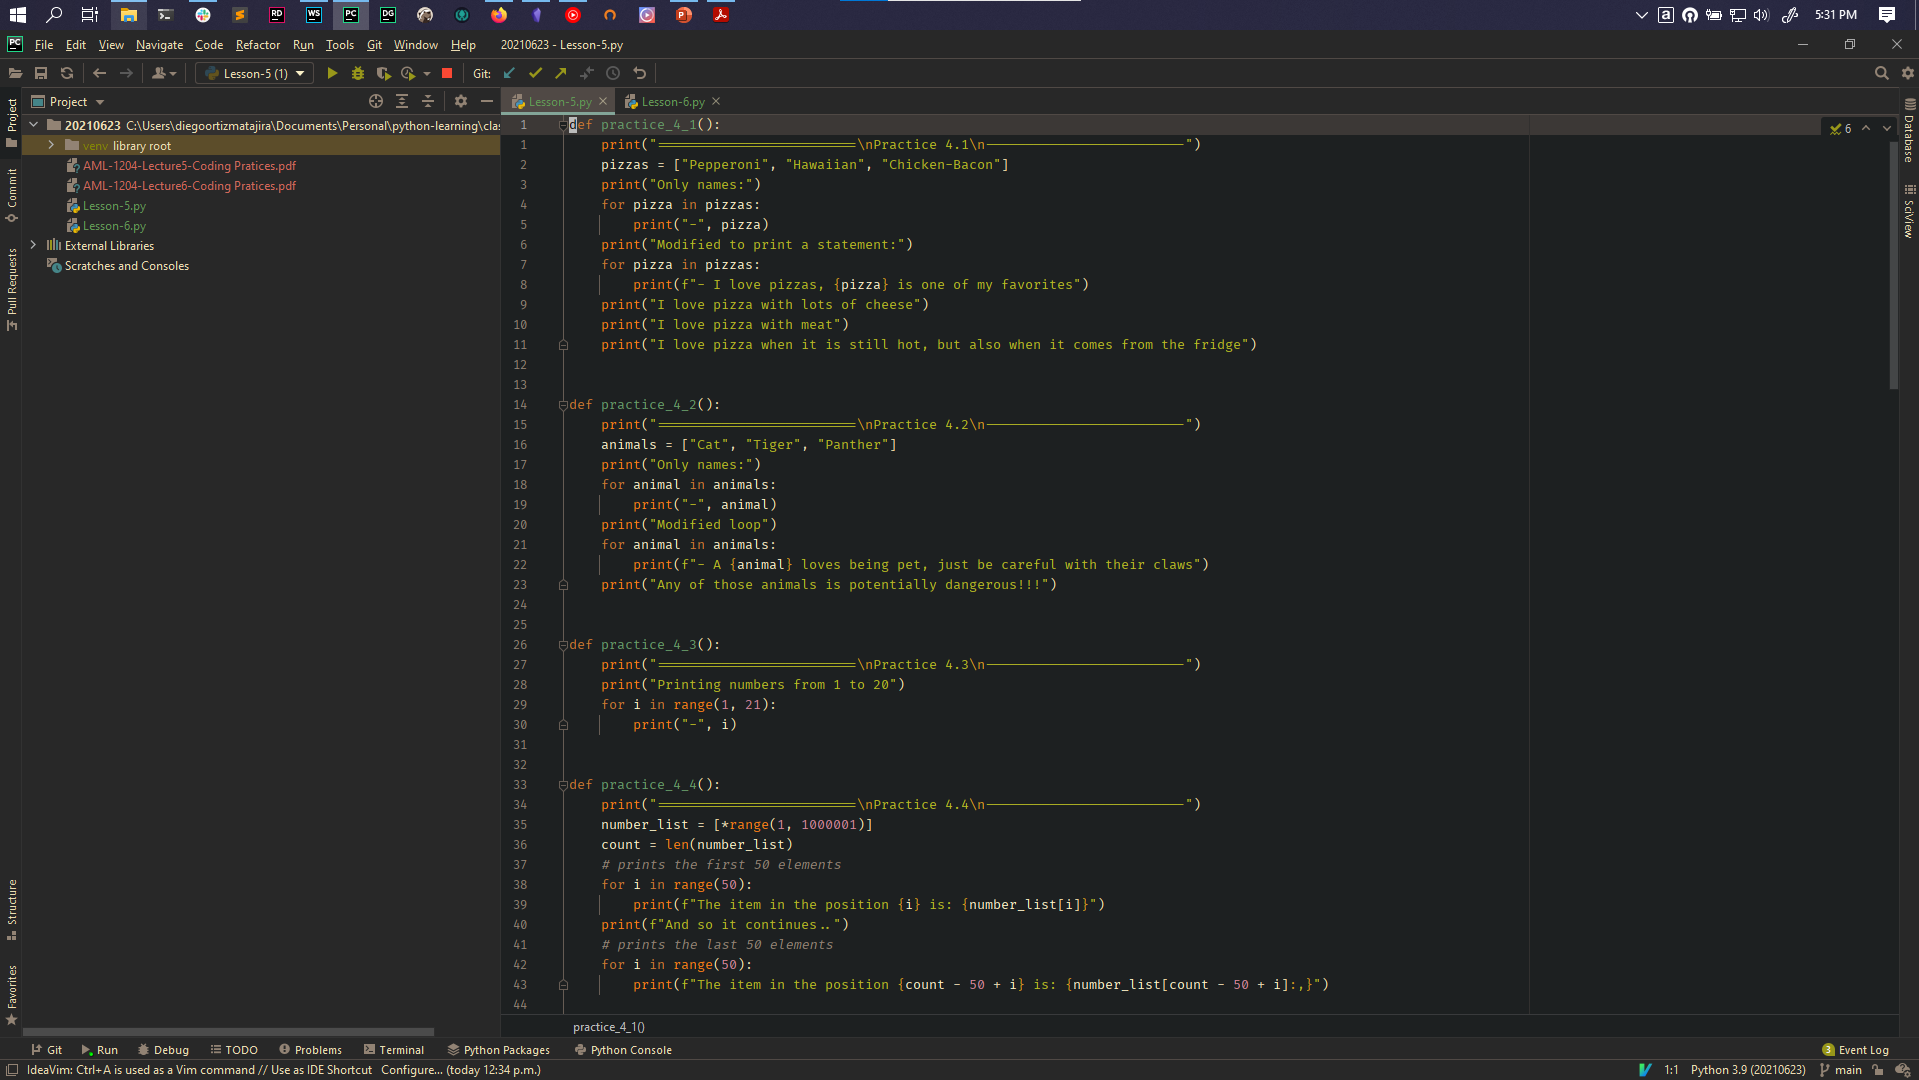 5:31 PM
File Edit View Navigate Code Refactor Run Tools Git Window Help 20210623 - Lesson-5.py
Lesson-5 (1) Git:
Project
Lesson-5.py Lesson-6.py
20210623 C:\Users\diegoortizmatajira\Documents\Personal\python-learning\clas
venv library root
AML-1204-Lecture5-Coding Pratices.pdf
AML-1204-Lecture6-Coding Pratices.pdf
Lesson-5.py
Lesson-6.py
External Libraries
Scratches and Consoles
Project
Commit
Pull Requests
Structure
Favorites
1 def practice_4_1():
1 print("=========================\nPractice 4.1\n-------------------------")
2 pizzas = ["Pepperoni", "Hawaiian", "Chicken-Bacon"]
3 print("Only names:")
4 for pizza in pizzas:
5 print("-", pizza)
6 print("Modified to print a statement:")
7 for pizza in pizzas:
8 print(f"- I love pizzas, {pizza} is one of my favorites")
9 print("I love pizza with lots of cheese")
10 print("I love pizza with meat")
11 print("I love pizza when it is still hot, but also when it comes from the fridge")
12
13
14 def practice_4_2():
15 print("=========================\nPractice 4.2\n-------------------------")
16 animals = ["Cat", "Tiger", "Panther"]
17 print("Only names:")
18 for animal in animals:
19 print("-", animal)
20 print("Modified loop")
21 for animal in animals:
22 print(f"- A {animal} loves being pet, just be careful with their claws")
23 print("Any of those animals is potentially dangerous!!!")
24
25
26 def practice_4_3():
27 print("=========================\nPractice 4.3\n-------------------------")
28 print("Printing numbers from 1 to 20")
29 for i in range(1, 21):
30 print("-", i)
31
32
33 def practice_4_4():
34 print("=========================\nPractice 4.4\n-------------------------")
35 number_list = [*range(1, 1000001)]
36 count = len(number_list)
37 # prints the first 50 elements
38 for i in range(50):
39 print(f"The item in the position {i} is: {number_list[i]}")
40 print(f"And so it continues..")
41 # prints the last 50 elements
42 for i in range(50):
43 print(f"The item in the position {count - 50 + i} is: {number_list[count - 50 + i]:,}")
44
6
Database
SciView
practice_4_1()
Git Run Debug TODO Problems Terminal Python Packages Python Console 3 Event Log
IdeaVim: Ctrl+A is used as a Vim command // Use as IDE Shortcut Configure... (today 12:34 p.m.) 1:1 Python 3.9 (20210623) main